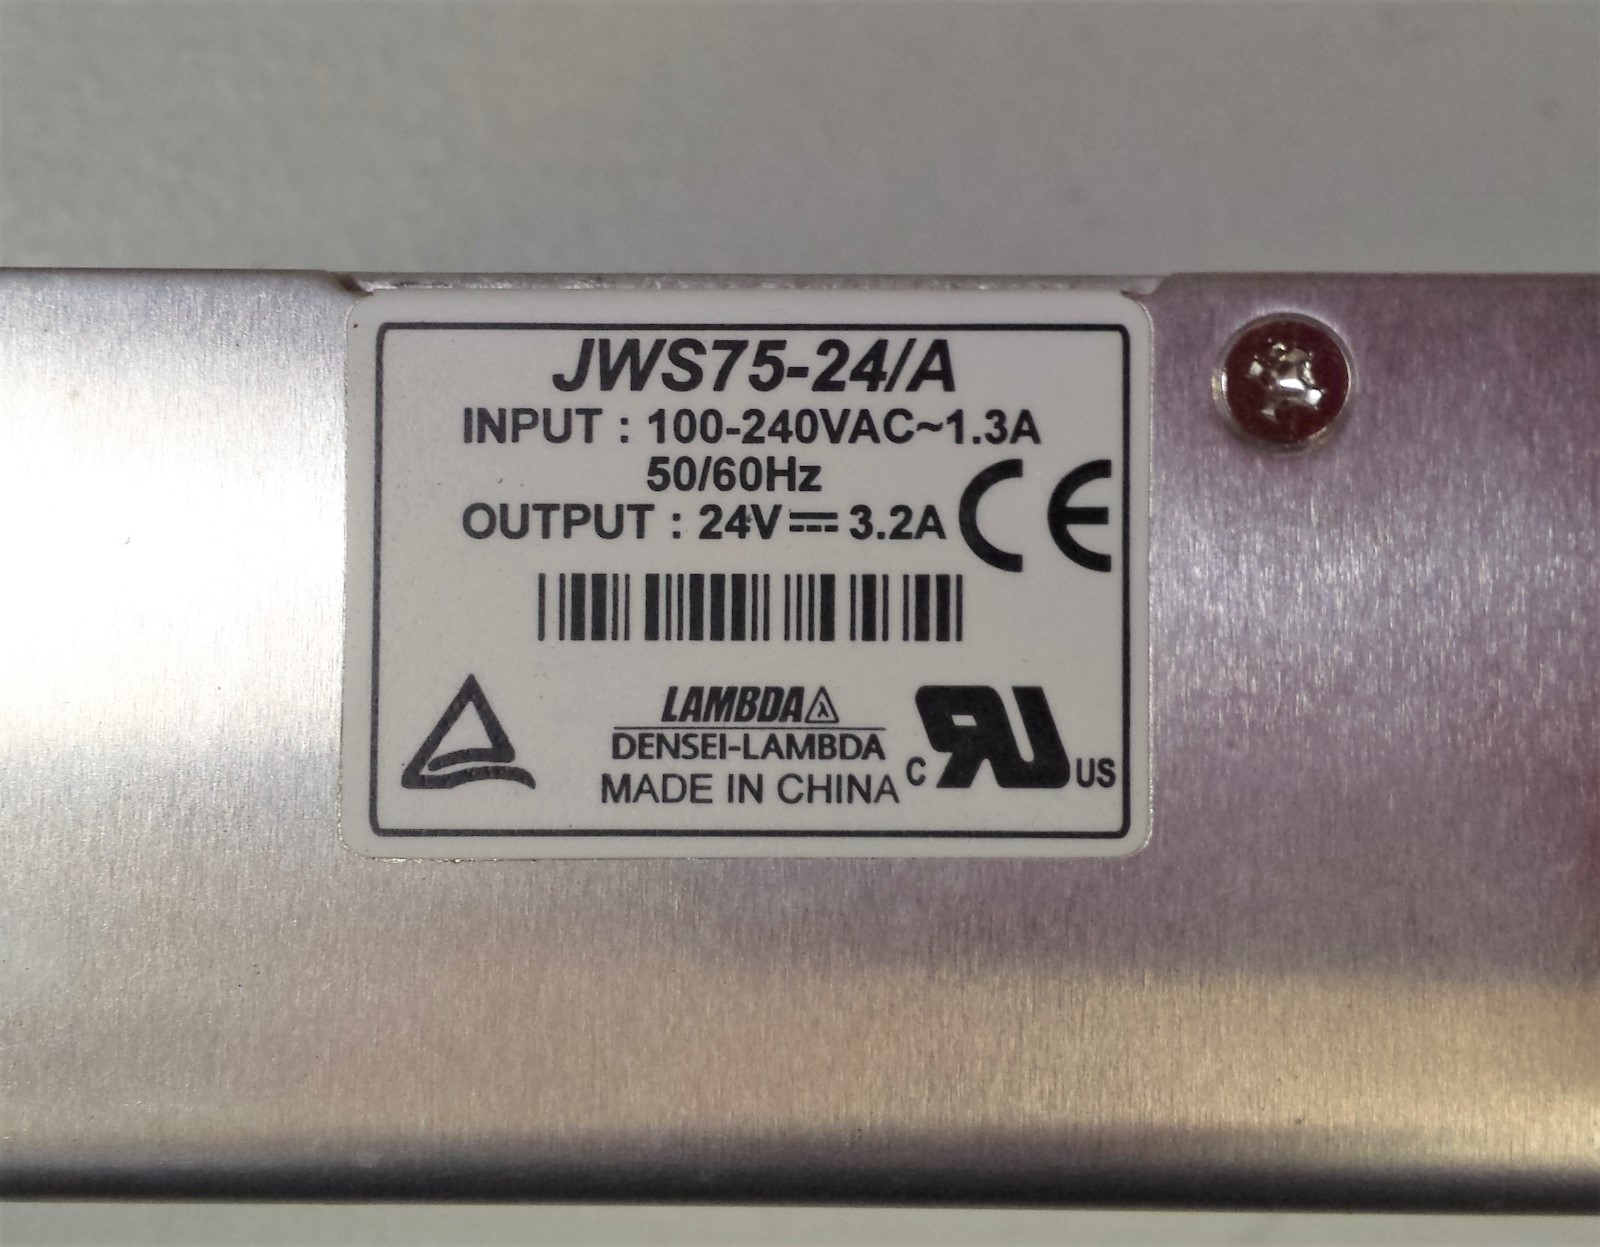 JWS75-24/A
INPUT : 100-240VAC~1.3A
50/60Hz
OUTPUT : 24V⎓3.2A
CE
LAMBDA
DENSEI-LAMBDA
MADE IN CHINA
C RU US